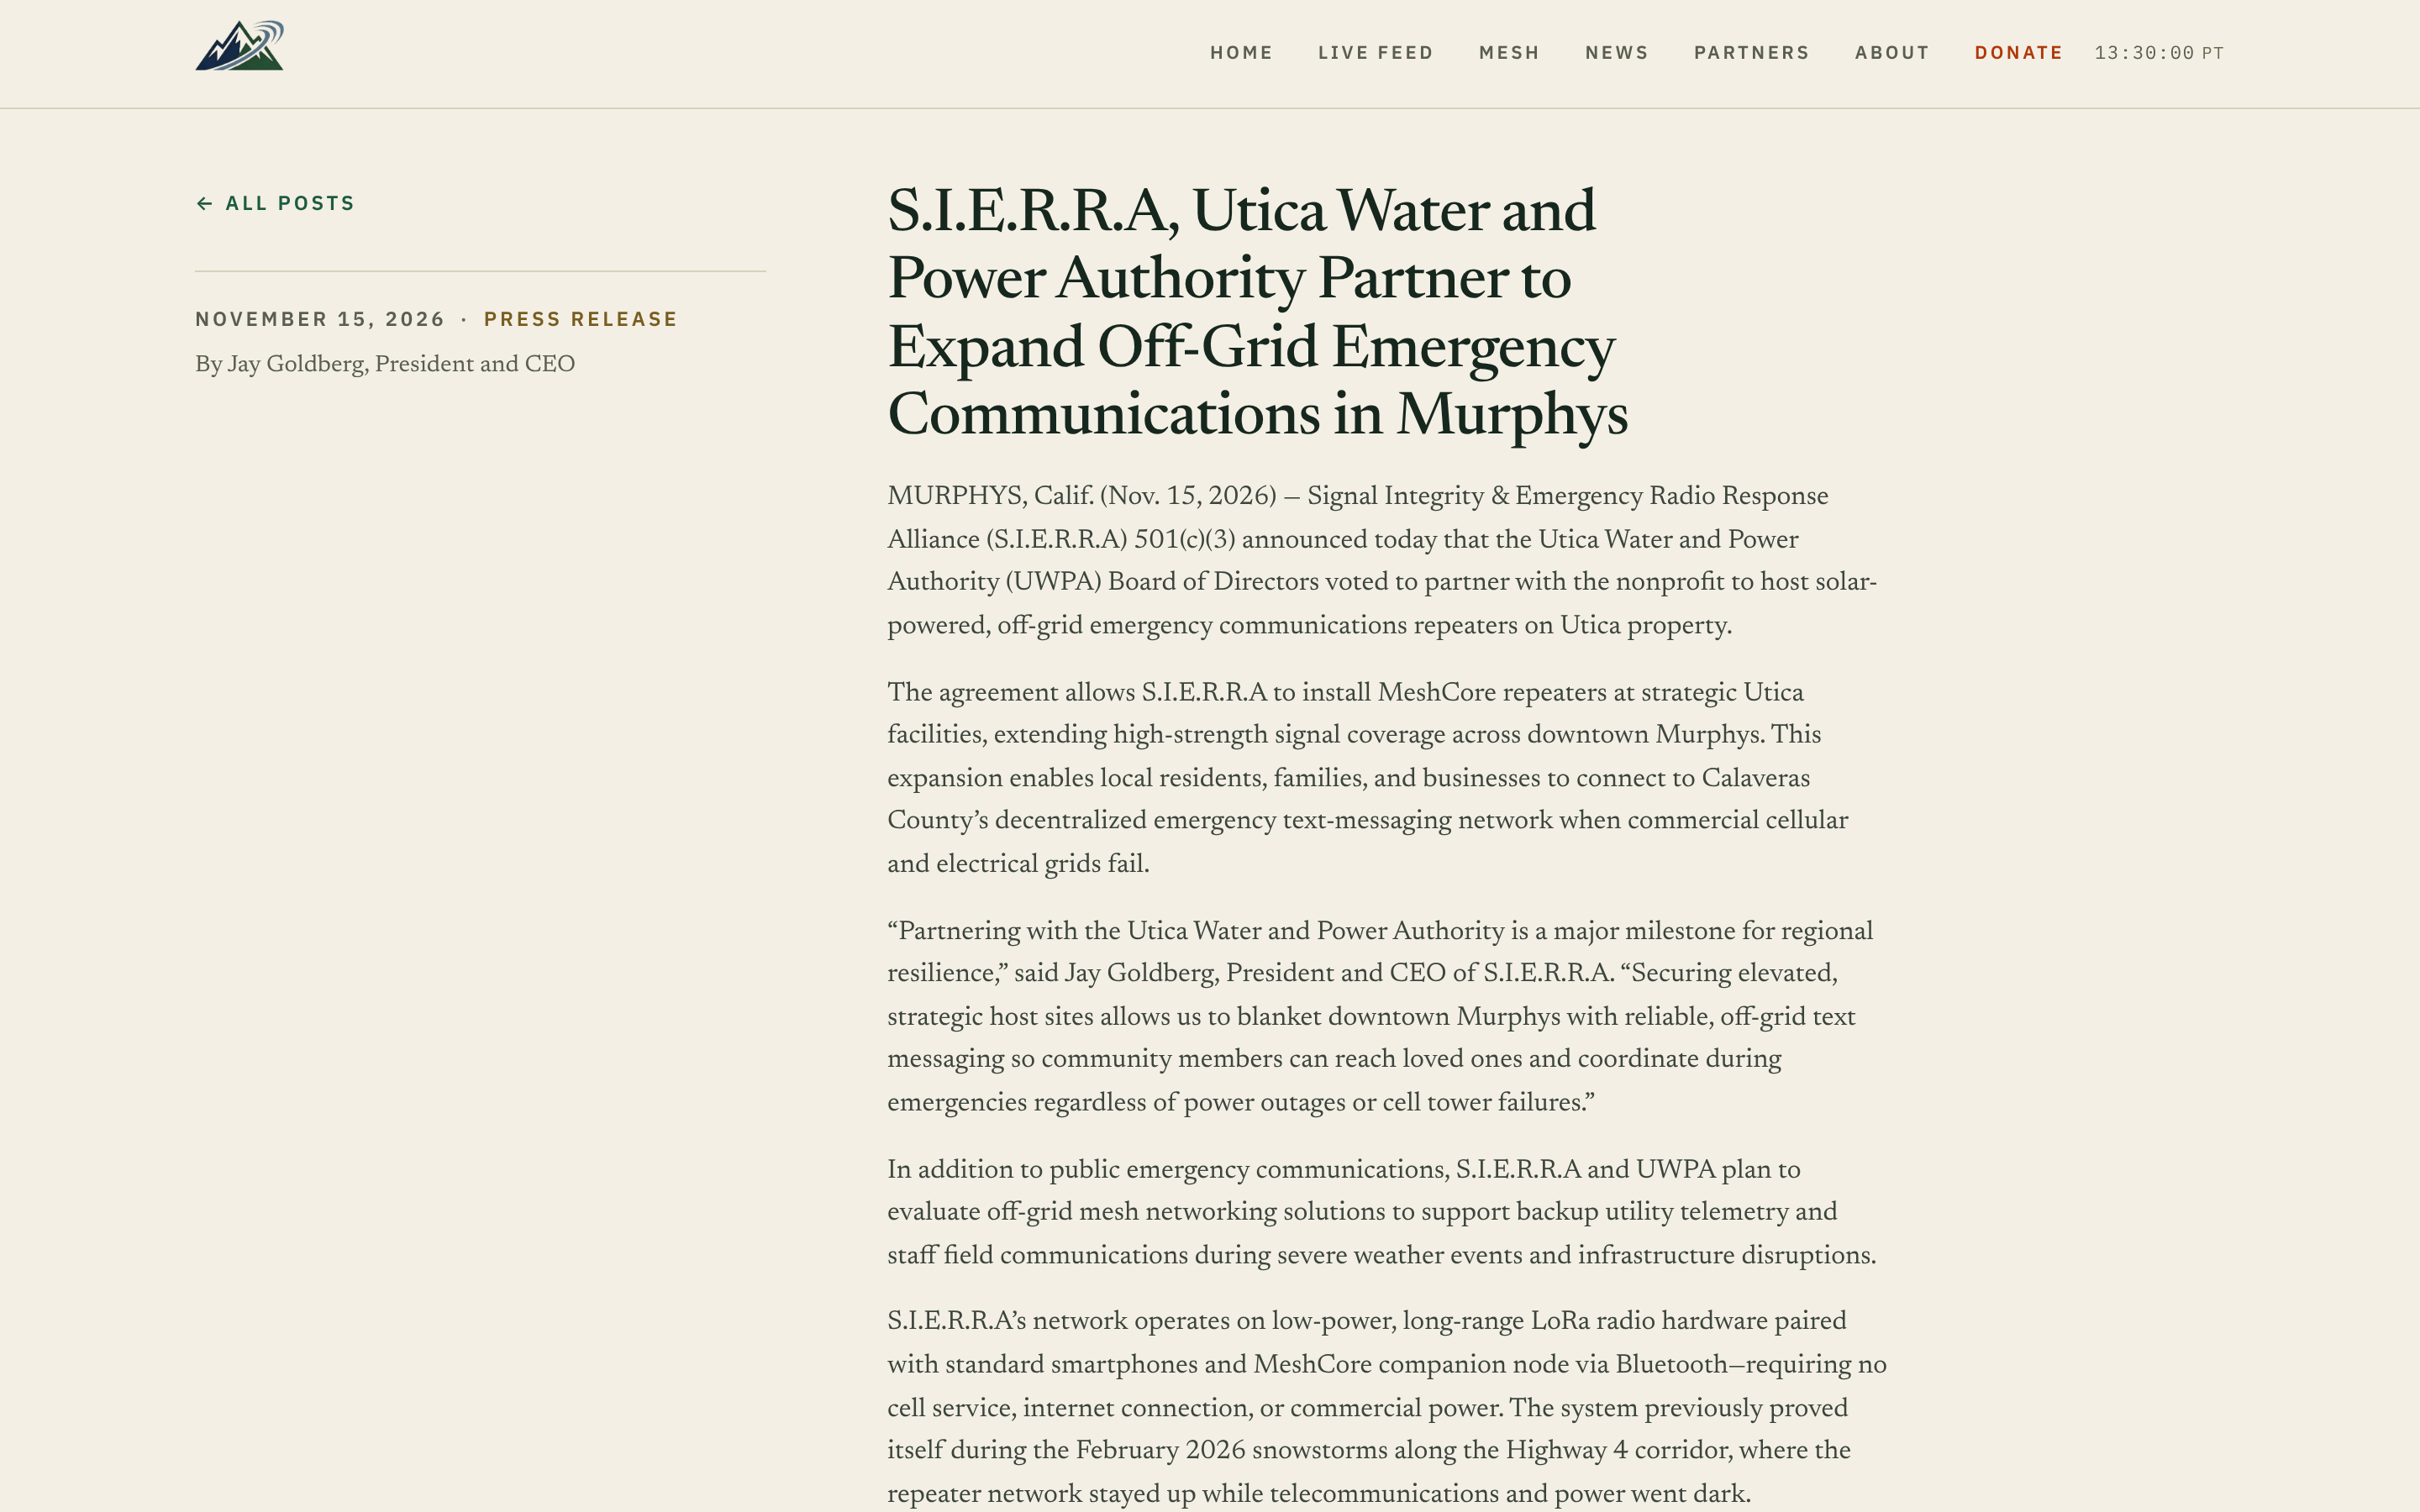 HOME LIVE FEED MESH NEWS PARTNERS ABOUT DONATE 13:30:00 PT
← ALL POSTS
NOVEMBER 15, 2026 · PRESS RELEASE
By Jay Goldberg, President and CEO
S.I.E.R.R.A, Utica Water and
Power Authority Partner to
Expand Off-Grid Emergency
Communications in Murphys
MURPHYS, Calif. (Nov. 15, 2026) — Signal Integrity & Emergency Radio Response
Alliance (S.I.E.R.R.A) 501(c)(3) announced today that the Utica Water and Power
Authority (UWPA) Board of Directors voted to partner with the nonprofit to host solar-
powered, off-grid emergency communications repeaters on Utica property.
The agreement allows S.I.E.R.R.A to install MeshCore repeaters at strategic Utica
facilities, extending high-strength signal coverage across downtown Murphys. This
expansion enables local residents, families, and businesses to connect to Calaveras
County’s decentralized emergency text-messaging network when commercial cellular
and electrical grids fail.
“Partnering with the Utica Water and Power Authority is a major milestone for regional
resilience,” said Jay Goldberg, President and CEO of S.I.E.R.R.A. “Securing elevated,
strategic host sites allows us to blanket downtown Murphys with reliable, off-grid text
messaging so community members can reach loved ones and coordinate during
emergencies regardless of power outages or cell tower failures.”
In addition to public emergency communications, S.I.E.R.R.A and UWPA plan to
evaluate off-grid mesh networking solutions to support backup utility telemetry and
staff field communications during severe weather events and infrastructure disruptions.
S.I.E.R.R.A’s network operates on low-power, long-range LoRa radio hardware paired
with standard smartphones and MeshCore companion node via Bluetooth—requiring no
cell service, internet connection, or commercial power. The system previously proved
itself during the February 2026 snowstorms along the Highway 4 corridor, where the
repeater network stayed up while telecommunications and power went dark.